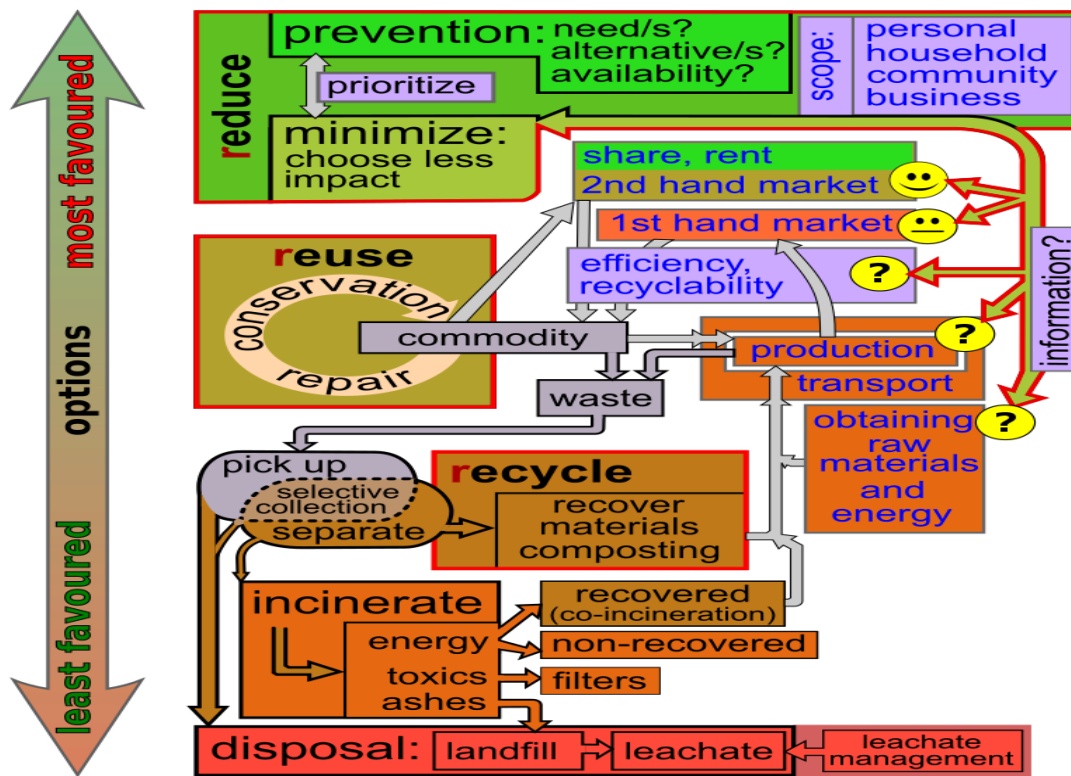 prevention:
need/s?
alternative/s?
availability?
scope:
personal
household
community
business
reduce
prioritize
minimize:
choose less
impact
share, rent
2nd hand market
1st hand market
efficiency,
recyclability
?
information?
most favoured
options
least favoured
reuse
conservation
repair
commodity
production
?
transport
waste
obtaining
raw
materials
and
energy
?
pick up
selective
collection
separate
recycle
recover
materials
composting
incinerate
energy
toxics
ashes
recovered
(co-incineration)
non-recovered
filters
disposal:
landfill
leachate
leachate
management